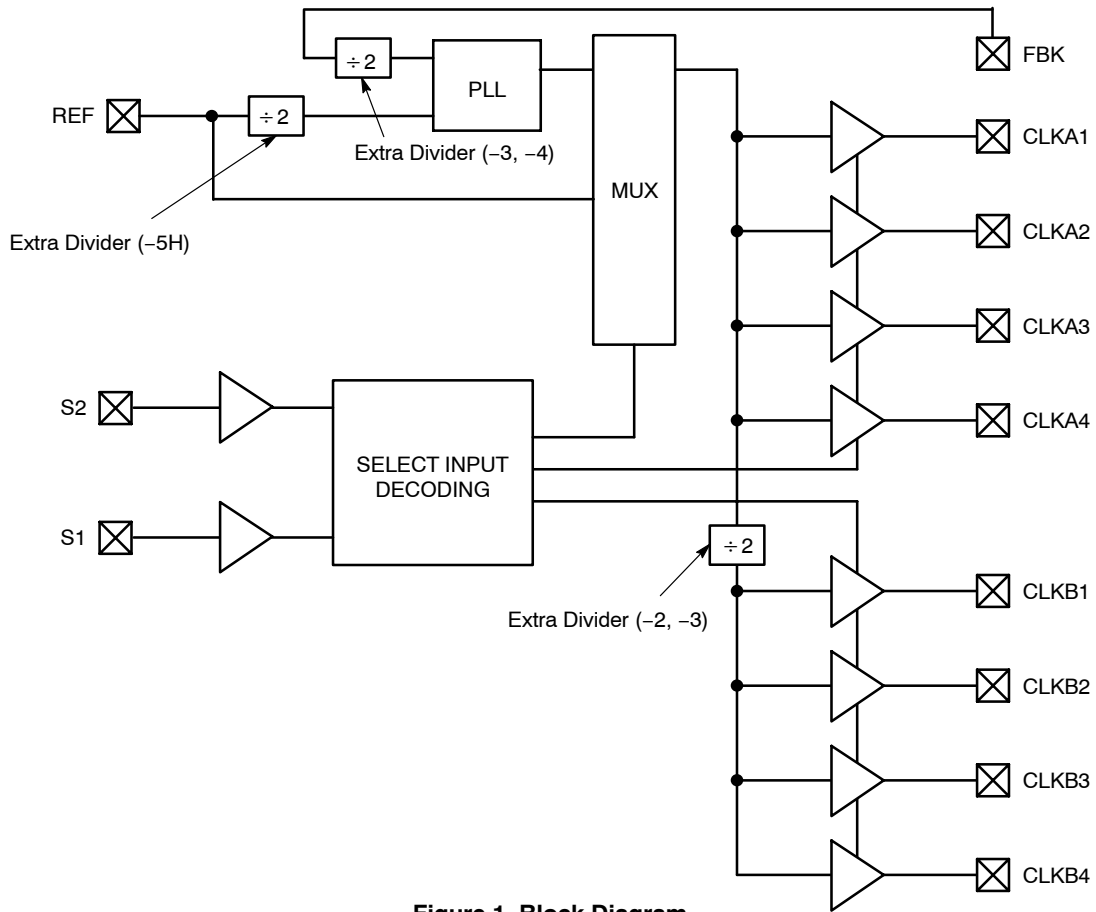 FBK
÷2
PLL
REF
÷2
CLKA1
Extra Divider (−3, −4)
MUX
CLKA2
Extra Divider (−5H)
CLKA3
S2
CLKA4
SELECT INPUT
DECODING
S1
÷2
CLKB1
Extra Divider (−2, −3)
CLKB2
CLKB3
CLKB4
Figure 1. Block Diagram